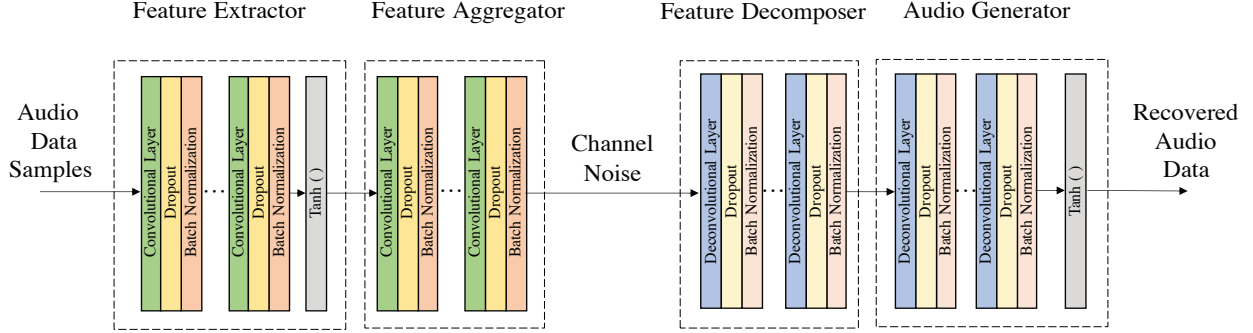 Feature Extractor
Feature Aggregator
Feature Decomposer
Audio Generator
Audio
Data
Samples
Convolutional Layer
Dropout
Batch Normalization
...
Convolutional Layer
Dropout
Batch Normalization
Tanh ( )
Convolutional Layer
Dropout
Batch Normalization
...
Convolutional Layer
Dropout
Batch Normalization
Channel
Noise
Deconvolutional Layer
Dropout
Batch Normalization
...
Deconvolutional Layer
Dropout
Batch Normalization
Deconvolutional Layer
Dropout
Batch Normalization
...
Deconvolutional Layer
Dropout
Batch Normalization
Tanh ( )
Recovered
Audio
Data